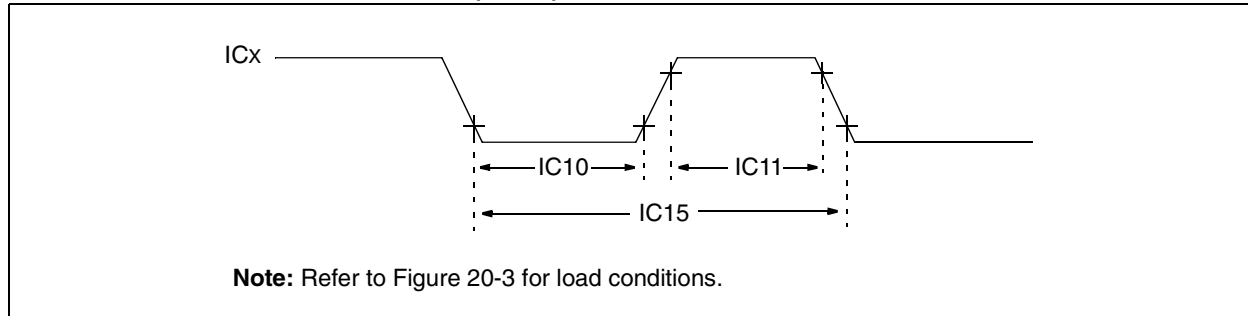 ICx
IC10
IC11
IC15
Note: Refer to Figure 20-3 for load conditions.